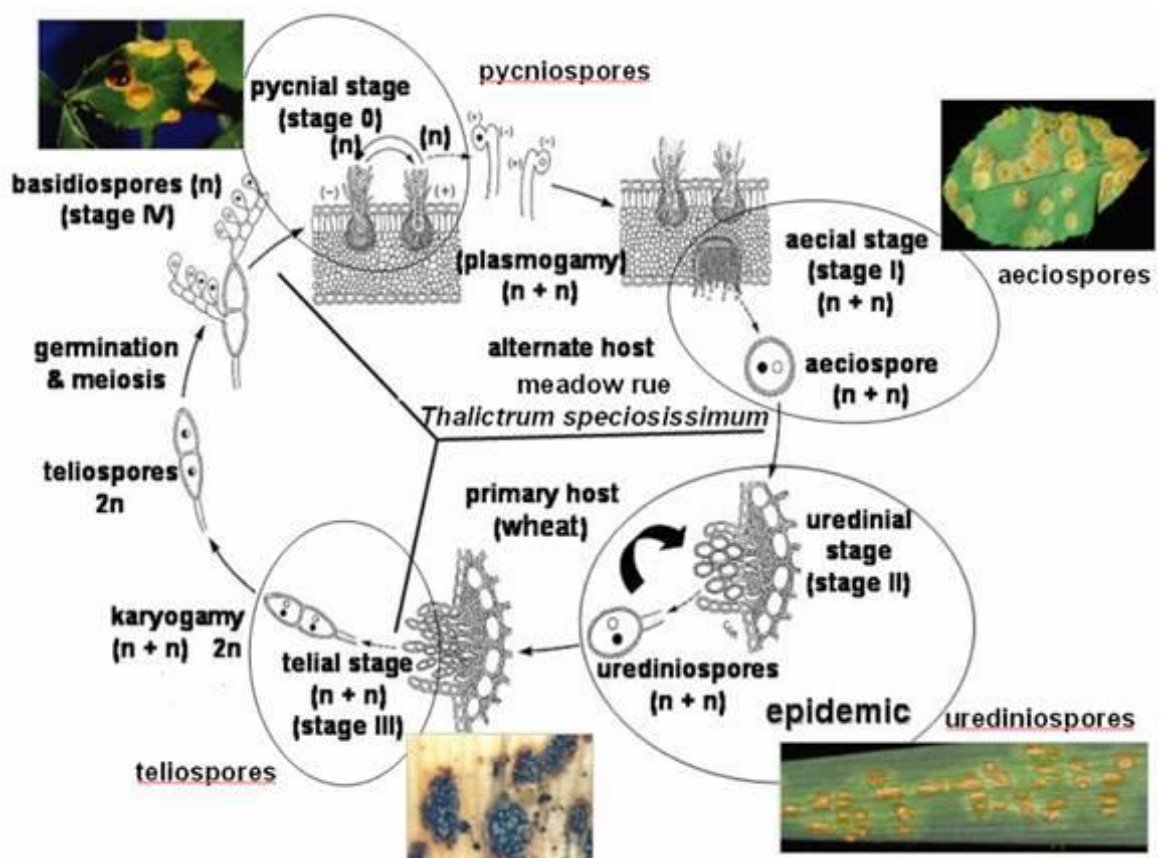 pycnial stage
(stage 0)
(n)
(n)
pycniospores
(+)
(-)
(+)
(-)
(-)
(+)
basidiospores (n)
(stage IV)
(plasmogamy)
(n + n)
aecial stage
(stage I)
(n + n)
aeciospores
aeciospore
(n + n)
germination
& meiosis
alternate host
meadow rue
Thalictrum speciosissimum
teliospores
2n
primary host
(wheat)
uredinial
stage
(stage II)
karyogamy
(n + n) 2n
telial stage
(n + n)
(stage III)
urediniospores
(n + n)
epidemic
urediniospores
teliospores